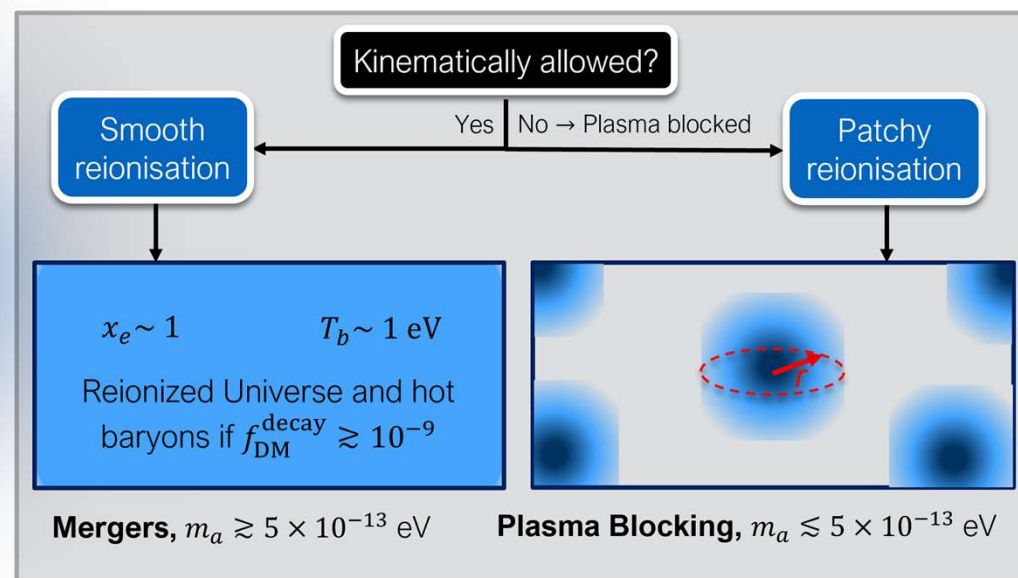 Kinematically allowed?
Smooth
reionisation
Yes
No → Plasma blocked
Patchy
reionisation
x_e ~ 1
T_b ~ 1 eV
Reionized Universe and hot
baryons if f_DM^decay ≳ 10^−9
r
Mergers, m_a ≳ 5 × 10^−13 eV
Plasma Blocking, m_a ≲ 5 × 10^−13 eV